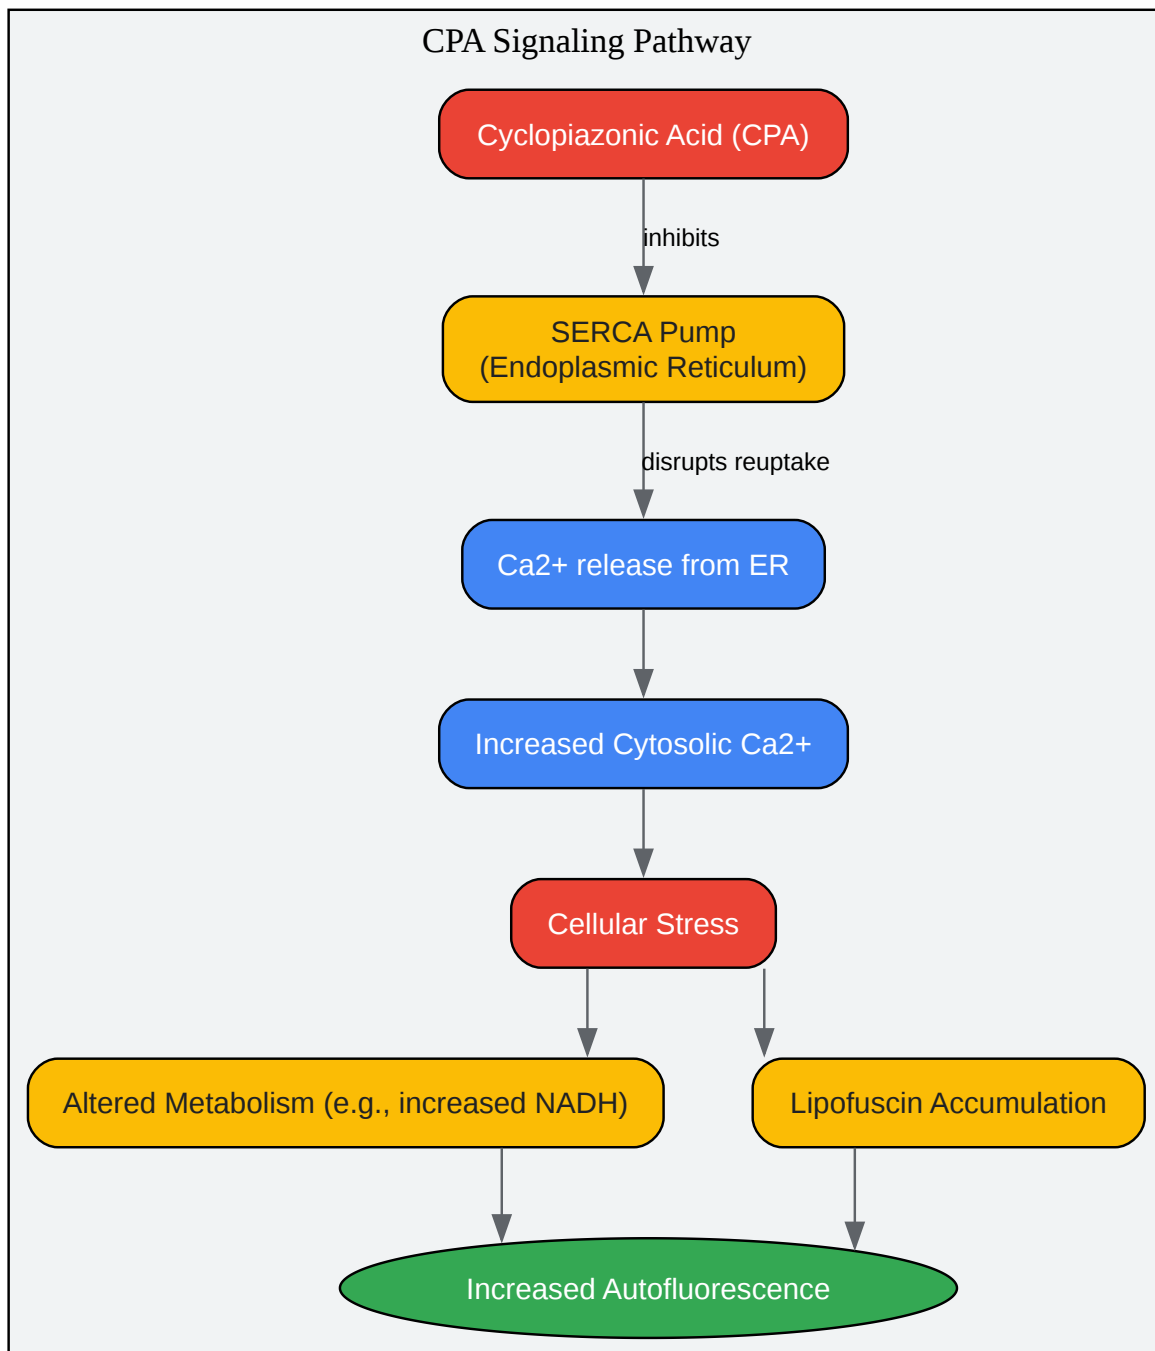 CPA Signaling Pathway
Cyclopiazonic Acid (CPA)
inhibits
SERCA Pump
(Endoplasmic Reticulum)
disrupts reuptake
Ca2+ release from ER
Increased Cytosolic Ca2+
Cellular Stress
Altered Metabolism (e.g., increased NADH)
Lipofuscin Accumulation
Increased Autofluorescence